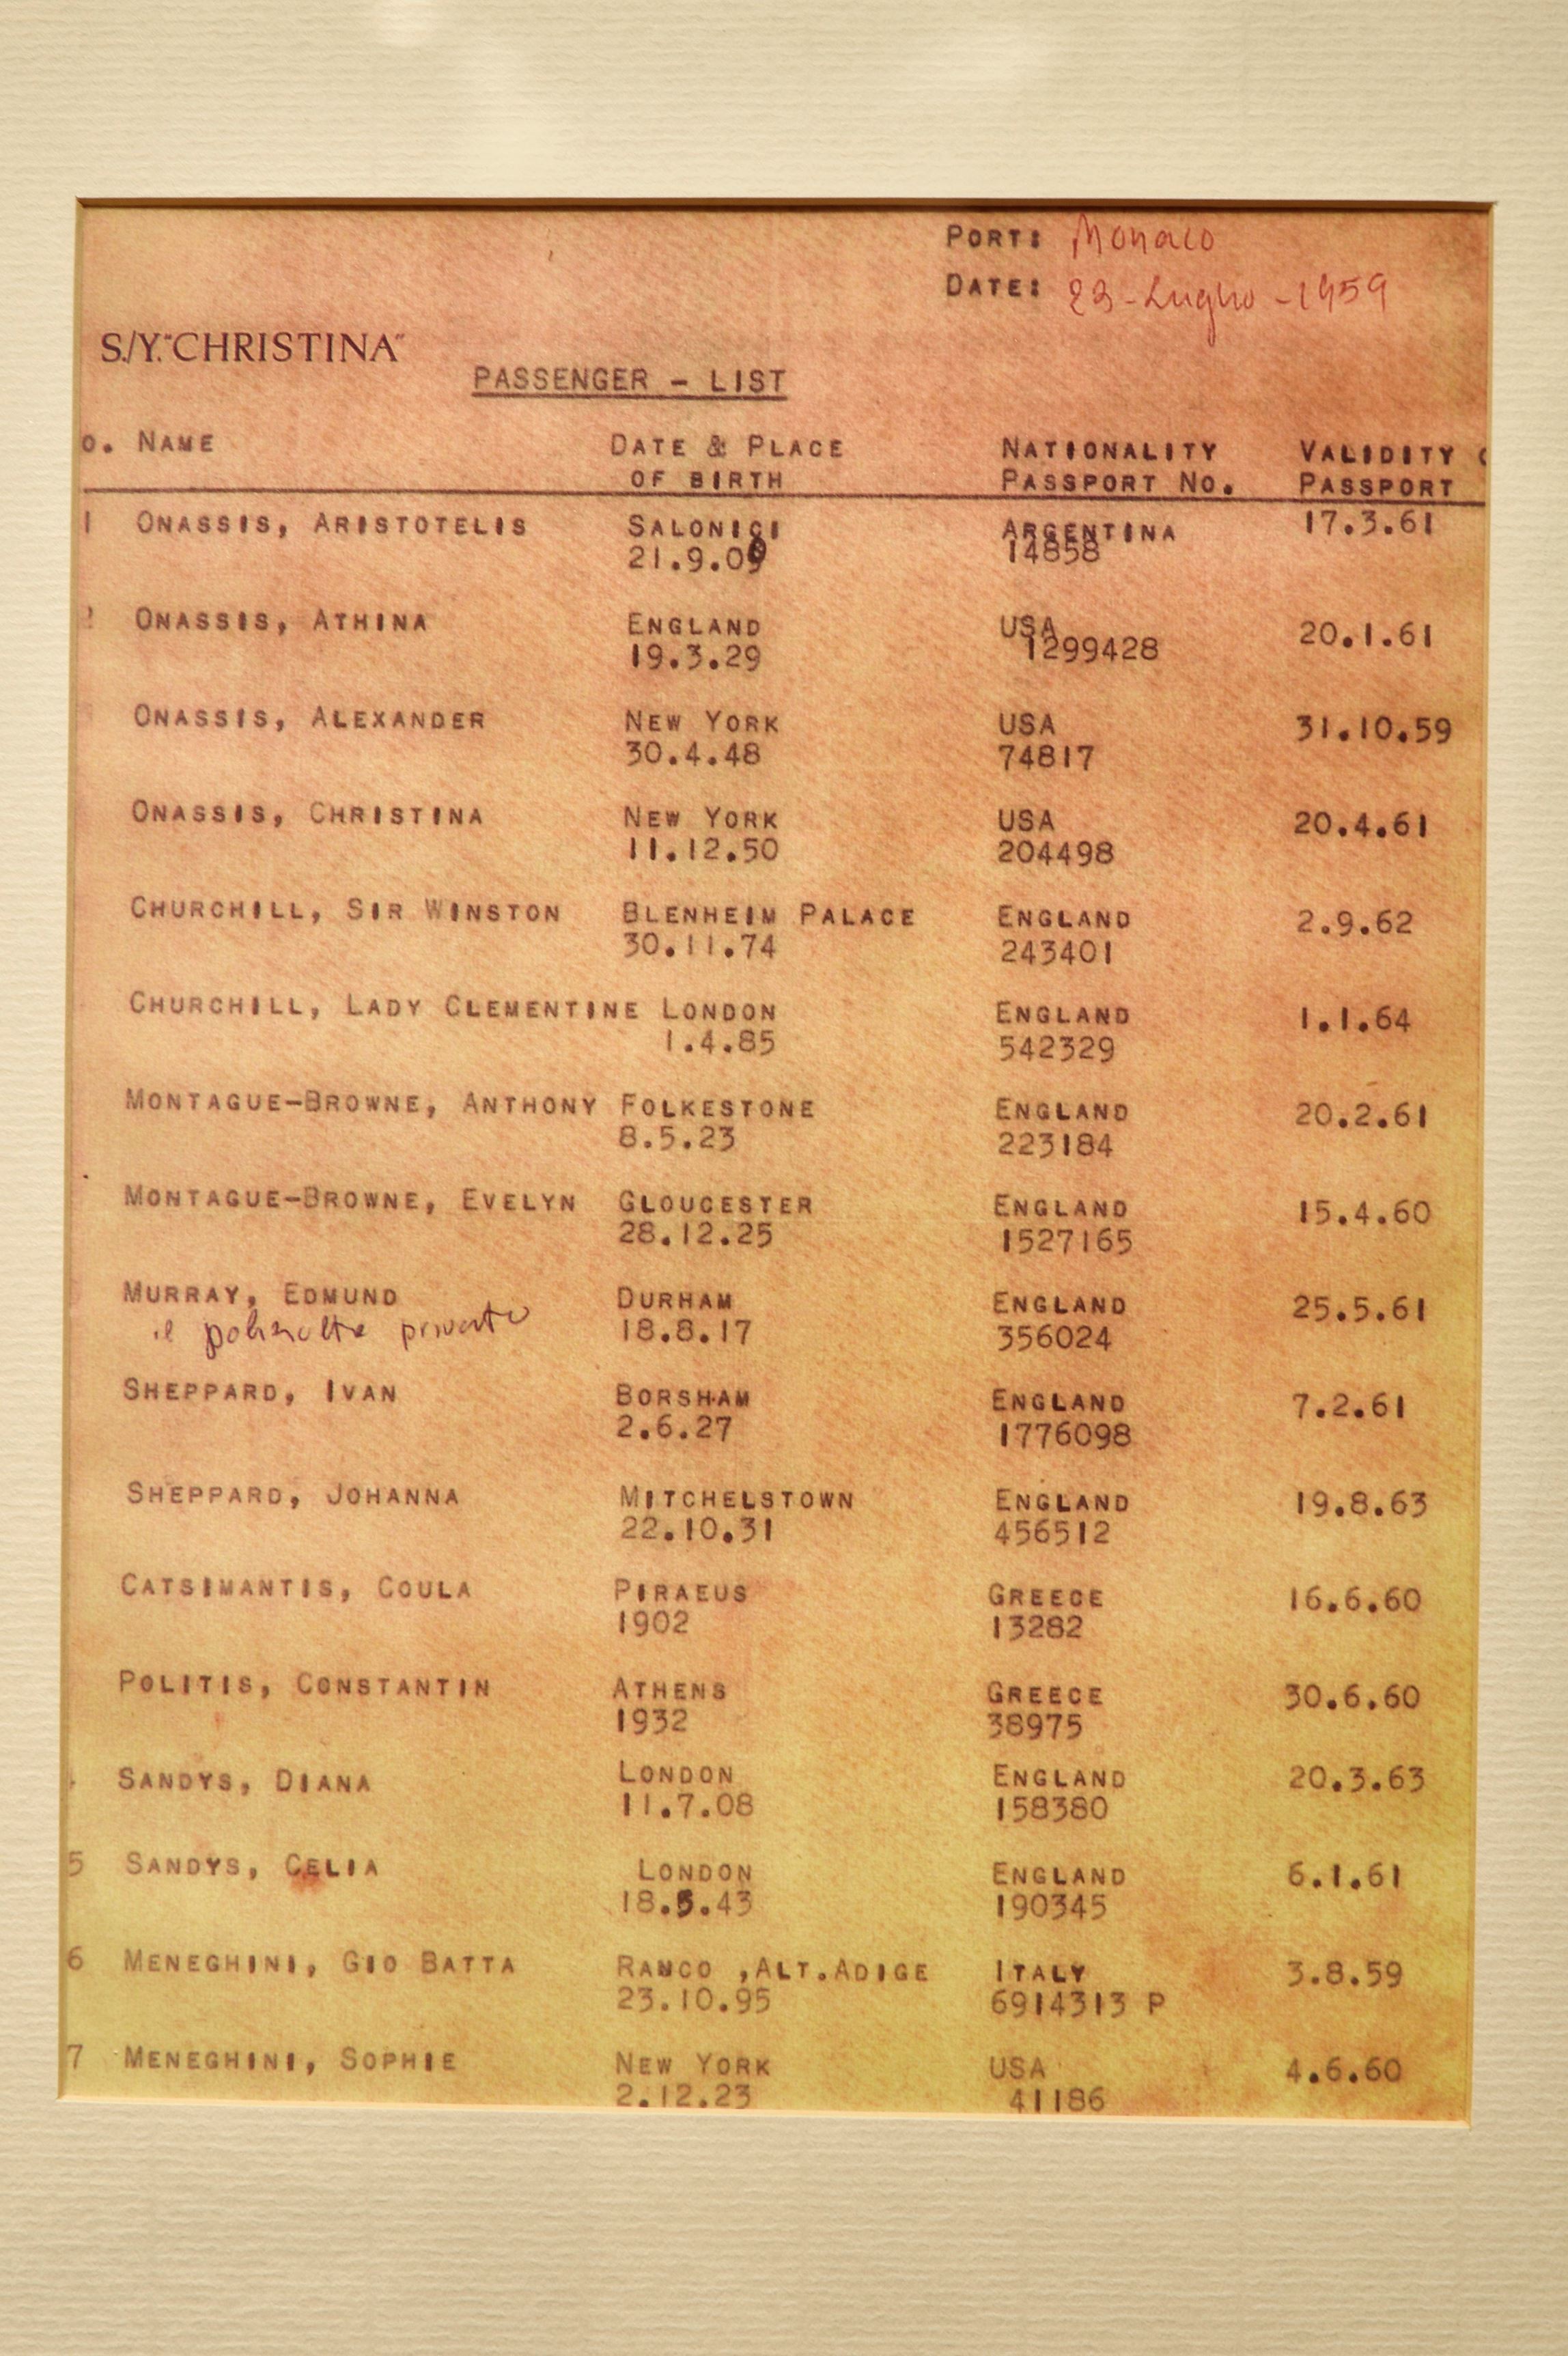 PORT: Monaco
DATE: 23-Luglio-1959
S./Y. "CHRISTINA"
PASSENGER - LIST
o. NAME DATE & PLACE OF BIRTH NATIONALITY PASSPORT NO. VALIDITY PASSPORT
1 ONASSIS, ARISTOTELIS SALONICI ARGENTINA 17.3.61
21.9.09 14858
ONASSIS, ATHINA ENGLAND USA 20.1.61
19.3.29 1299428
ONASSIS, ALEXANDER NEW YORK USA 31.10.59
30.4.48 74817
ONASSIS, CHRISTINA NEW YORK USA 20.4.61
11.12.50 204498
CHURCHILL, SIR WINSTON BLENHEIM PALACE ENGLAND 2.9.62
30.11.74 243401
CHURCHILL, LADY CLEMENTINE LONDON ENGLAND 1.1.64
1.4.85 542329
MONTAGUE-BROWNE, ANTHONY FOLKESTONE ENGLAND 20.2.61
8.5.23 223184
MONTAGUE-BROWNE, EVELYN GLOUCESTER ENGLAND 15.4.60
28.12.25 1527165
MURRAY, EDMUND DURHAM ENGLAND 25.5.61
il poliziotto privato 18.8.17 356024
SHEPPARD, IVAN BORSHAM ENGLAND 7.2.61
2.6.27 1776098
SHEPPARD, JOHANNA MITCHELSTOWN ENGLAND 19.8.63
22.10.31 456512
CATSIMANTIS, COULA PIRAEUS GREECE 16.6.60
1902 13282
POLITIS, CONSTANTIN ATHENS GREECE 30.6.60
1932 38975
SANDYS, DIANA LONDON ENGLAND 20.3.63
11.7.08 158380
5 SANDYS, CELIA LONDON ENGLAND 6.1.61
18.5.43 190345
6 MENEGHINI, GIO BATTA RANCO ,ALT.ADIGE ITALY 3.8.59
23.10.95 6914313 P
7 MENEGHINI, SOPHIE NEW YORK USA 4.6.60
2.12.23 41186